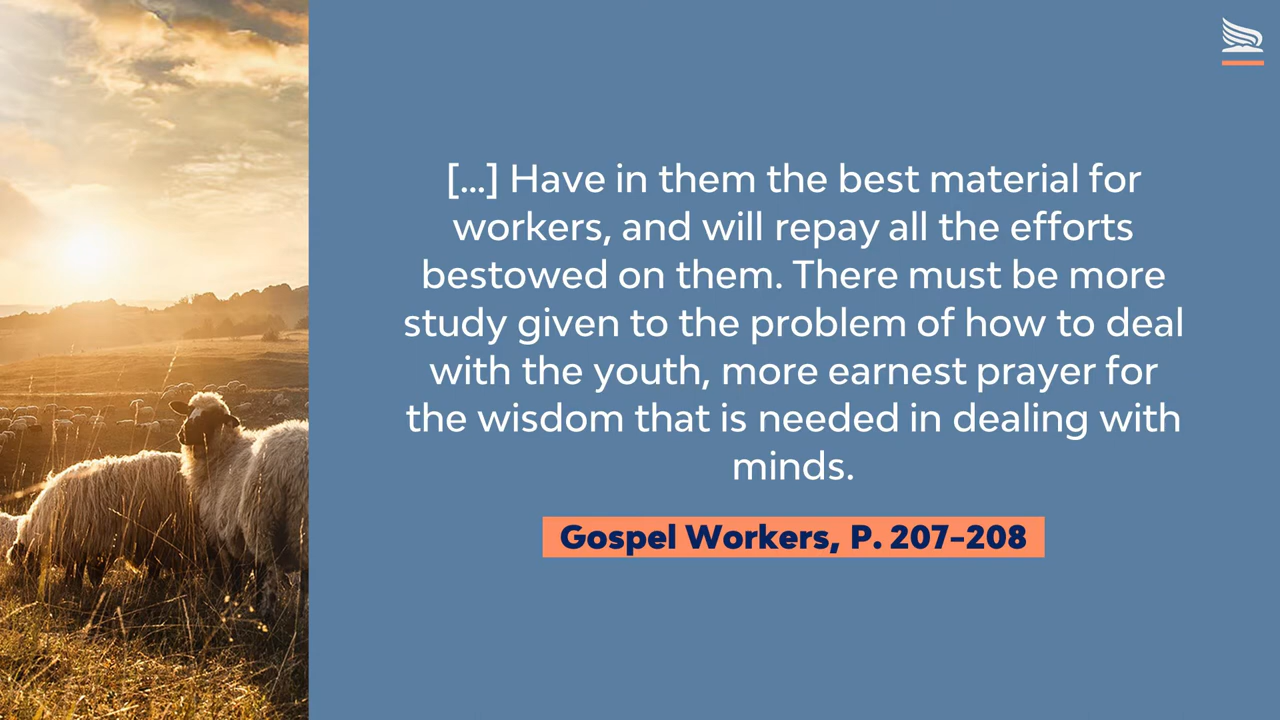 [...] Have in them the best material for
workers, and will repay all the efforts
bestowed on them. There must be more
study given to the problem of how to deal
with the youth, more earnest prayer for
the wisdom that is needed in dealing with
minds.
Gospel Workers, P. 207–208